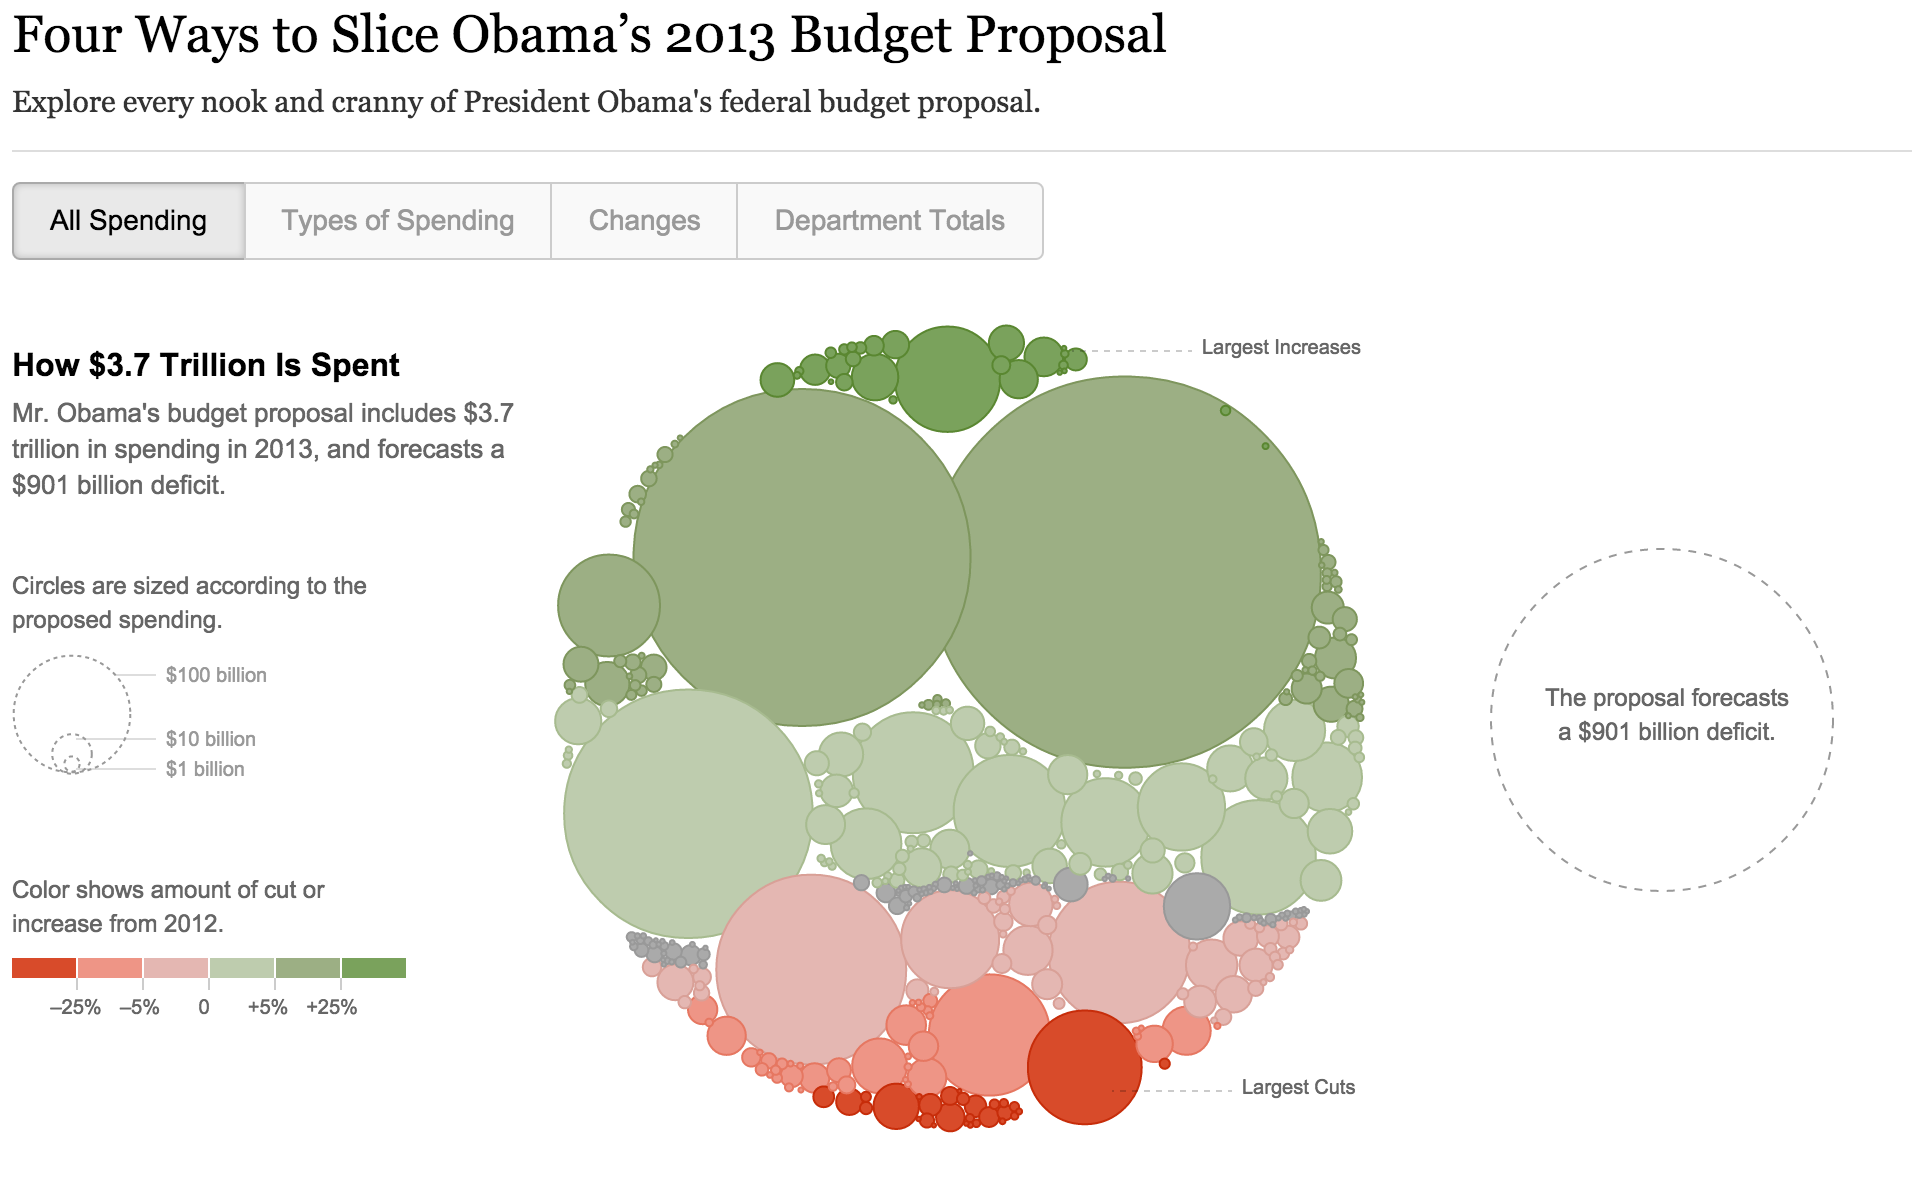 Four Ways to Slice Obama’s 2013 Budget Proposal
Explore every nook and cranny of President Obama's federal budget proposal.
All Spending
Types of Spending
Changes
Department Totals
How $3.7 Trillion Is Spent
Mr. Obama's budget proposal includes $3.7
trillion in spending in 2013, and forecasts a
$901 billion deficit.
Circles are sized according to the
proposed spending.
$100 billion
$10 billion
$1 billion
Color shows amount of cut or
increase from 2012.
–25% –5% 0 +5% +25%
Largest Increases
Largest Cuts
The proposal forecasts
a $901 billion deficit.